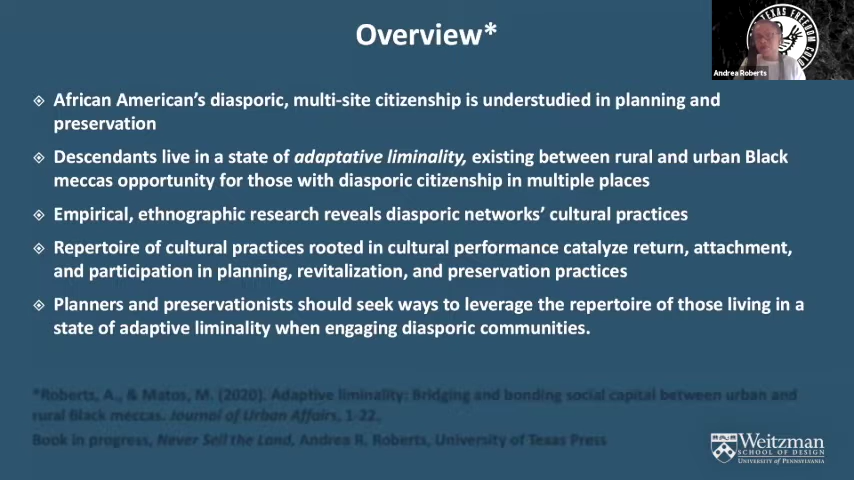 Overview*
TEXAS FREEDOM COLO
Andrea Roberts
African American's diasporic, multi-site citizenship is understudied in planning and
preservation
Descendants live in a state of adaptative liminality, existing between rural and urban Black
meccas opportunity for those with diasporic citizenship in multiple places
Empirical, ethnographic research reveals diasporic networks' cultural practices
Repertoire of cultural practices rooted in cultural performance catalyze return, attachment,
and participation in planning, revitalization, and preservation practices
Planners and preservationists should seek ways to leverage the repertoire of those living in a
state of adaptive liminality when engaging diasporic communities.
*Roberts, A., & Matos, M. (2020). Adaptive liminality: Bridging and bonding social capital between urban and
rural Black meccas. Journal of Urban Affairs, 1-22.
Book in progress, Never Sell the Land, Andrea R. Roberts, University of Texas Press
Weitzman
SCHOOL OF DESIGN
UNIVERSITY of PENNSYLVANIA